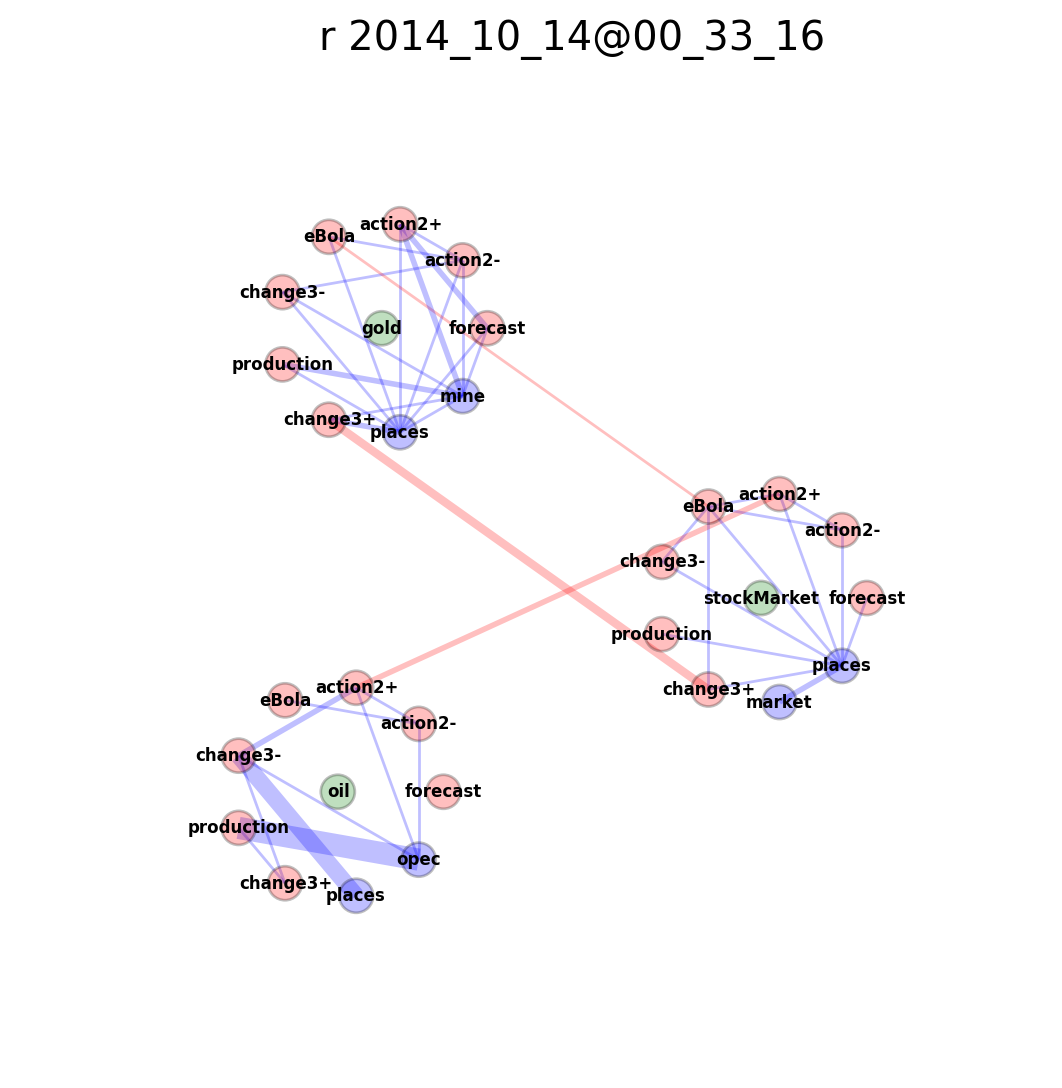 r 2014_10_14@00_33_16
action2+
eBola
action2-
change3-
gold
forecast
production
mine
change3+
places
action2+
eBola
action2-
change3-
stockMarket
forecast
production
places
change3+
market
action2+
eBola
action2-
change3-
oil
forecast
production
opec
change3+
places